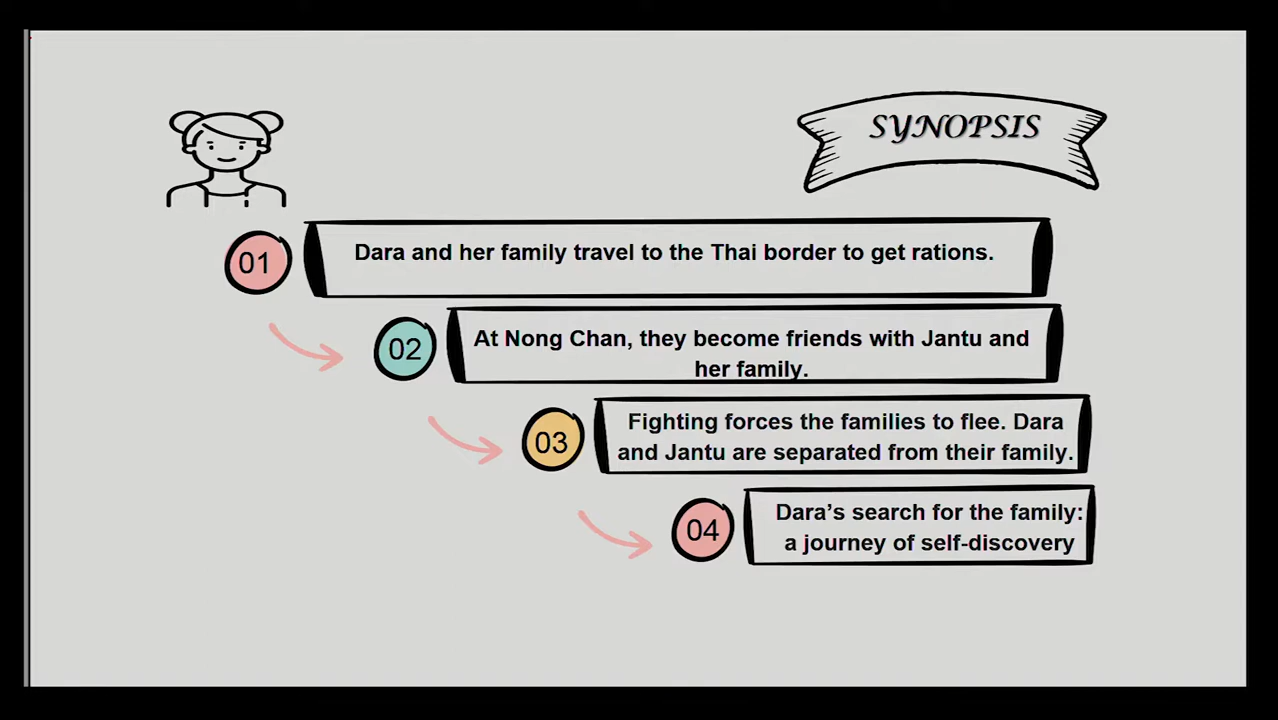 SYNOPSIS
01
Dara and her family travel to the Thai border to get rations.
02
At Nong Chan, they become friends with Jantu and
her family.
03
Fighting forces the families to flee. Dara
and Jantu are separated from their family.
04
Dara’s search for the family:
a journey of self-discovery